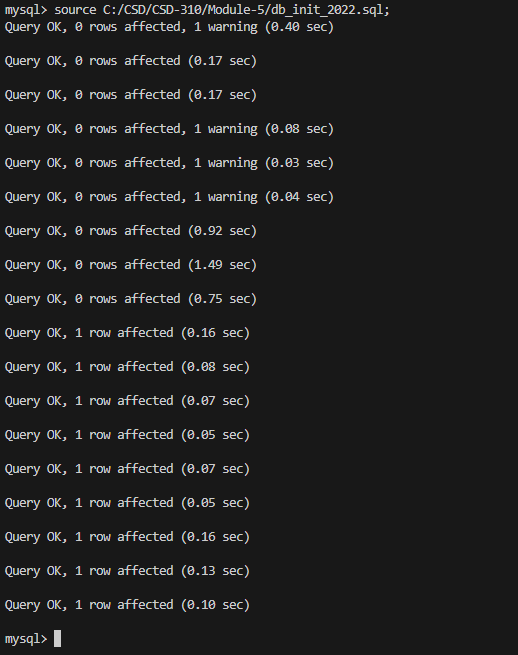 mysql> source C:/CSD/CSD-310/Module-5/db_init_2022.sql;
Query OK, 0 rows affected, 1 warning (0.40 sec)
Query OK, 0 rows affected (0.17 sec)
Query OK, 0 rows affected (0.17 sec)
Query OK, 0 rows affected, 1 warning (0.08 sec)
Query OK, 0 rows affected, 1 warning (0.03 sec)
Query OK, 0 rows affected, 1 warning (0.04 sec)
Query OK, 0 rows affected (0.92 sec)
Query OK, 0 rows affected (1.49 sec)
Query OK, 0 rows affected (0.75 sec)
Query OK, 1 row affected (0.16 sec)
Query OK, 1 row affected (0.08 sec)
Query OK, 1 row affected (0.07 sec)
Query OK, 1 row affected (0.05 sec)
Query OK, 1 row affected (0.07 sec)
Query OK, 1 row affected (0.05 sec)
Query OK, 1 row affected (0.16 sec)
Query OK, 1 row affected (0.13 sec)
Query OK, 1 row affected (0.10 sec)
mysql>